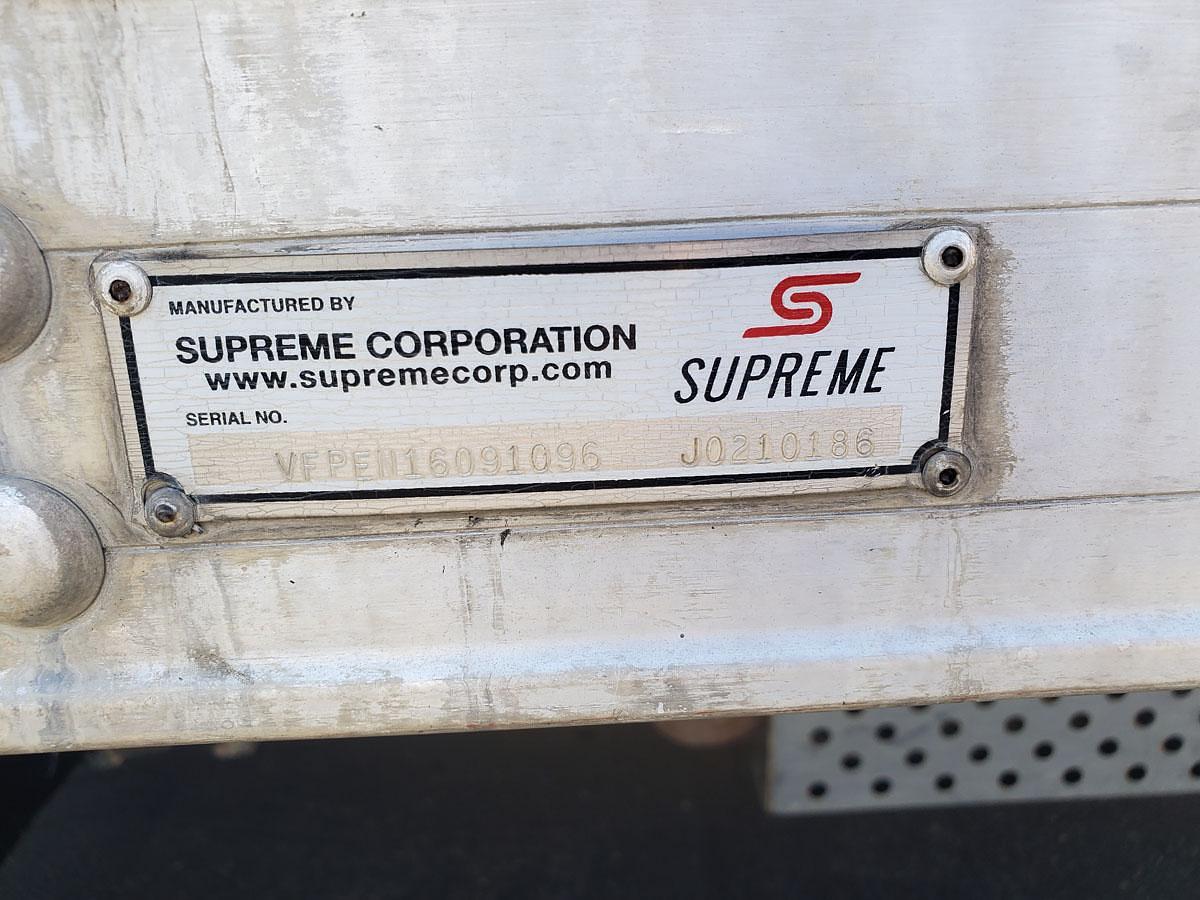 MANUFACTURED BY
SUPREME CORPORATION
www.supremecorp.com
SUPREME
SERIAL NO.
VFPEN16091096 J0210186